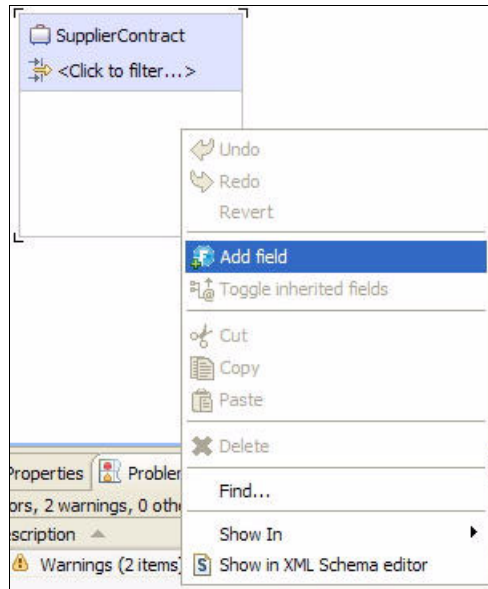 SupplierContract
<Click to filter...>
Undo
Redo
Revert
Add field
Toggle inherited fields
Cut
Copy
Paste
Delete
Find...
Show In
Show in XML Schema editor
Properties Problem
ors, 2 warnings, 0 oth
scription
Warnings (2 items)